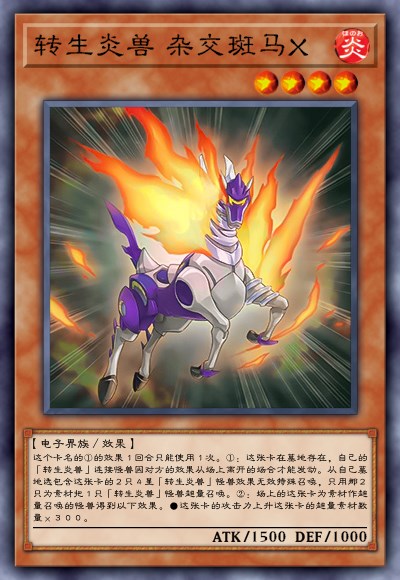 转生炎兽 杂交斑马X
炎
ほのお
【电子界族／效果】
这个卡名的①的效果1回合只能使用1次。①：这张卡在墓地存在，自己的
「转生炎兽」连接怪兽因对方的效果从场上离开的场合才能发动。从自己墓
地选包含这张卡的2只4星「转生炎兽」怪兽效果无效特殊召唤，只用那2
只为素材把1只「转生炎兽」怪兽超量召唤。②：场上的这张卡为素材作超
量召唤的怪兽得到以下效果。●这张卡的攻击力上升这张卡的超量素材数
量×300。
ATK/1500 DEF/1000